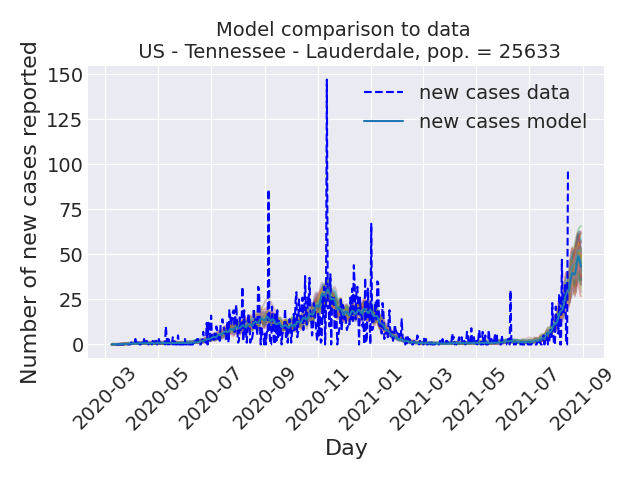 Model comparison to data
US - Tennessee - Lauderdale, pop. = 25633
Number of new cases reported
150
125
100
75
50
25
0
new cases data
new cases model
2020-03
2020-05
2020-07
2020-09
2020-11
2021-01
2021-03
2021-05
2021-07
2021-09
Day